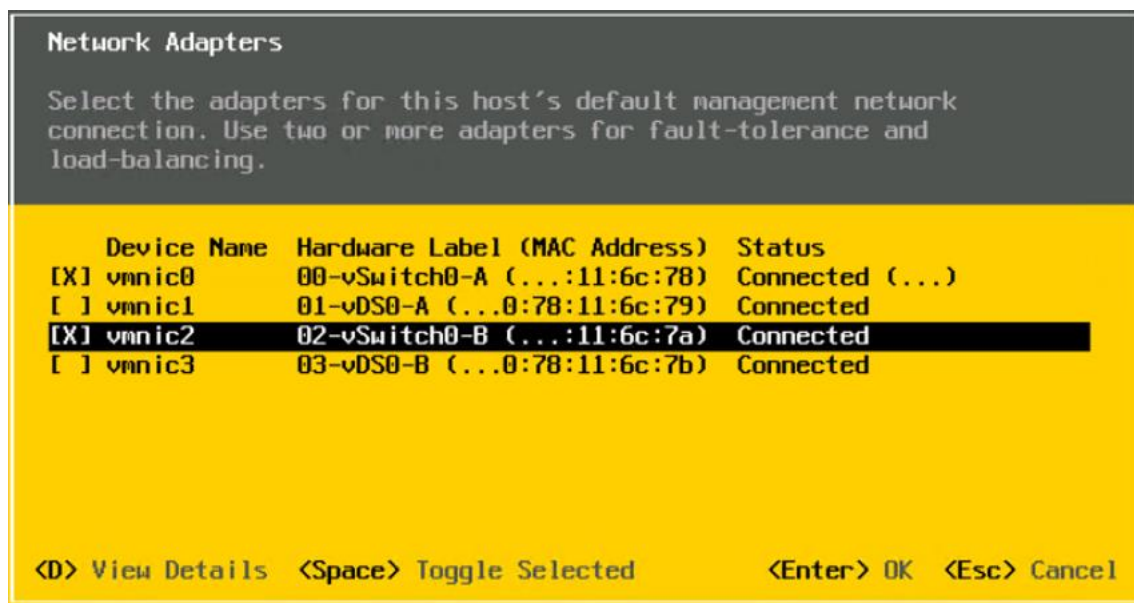 Network Adapters
Select the adapters for this host's default management network
connection. Use two or more adapters for fault-tolerance and
load-balancing.
Device Name Hardware Label (MAC Address) Status
[X] vmnic0 00-vSwitch0-A (...:11:6c:78) Connected (...)
[ ] vmnic1 01-vDS0-A (...0:78:11:6c:79) Connected
[X] vmnic2 02-vSwitch0-B (...:11:6c:7a) Connected
[ ] vmnic3 03-vDS0-B (...0:78:11:6c:7b) Connected
<D> View Details <Space> Toggle Selected <Enter> OK <Esc> Cancel